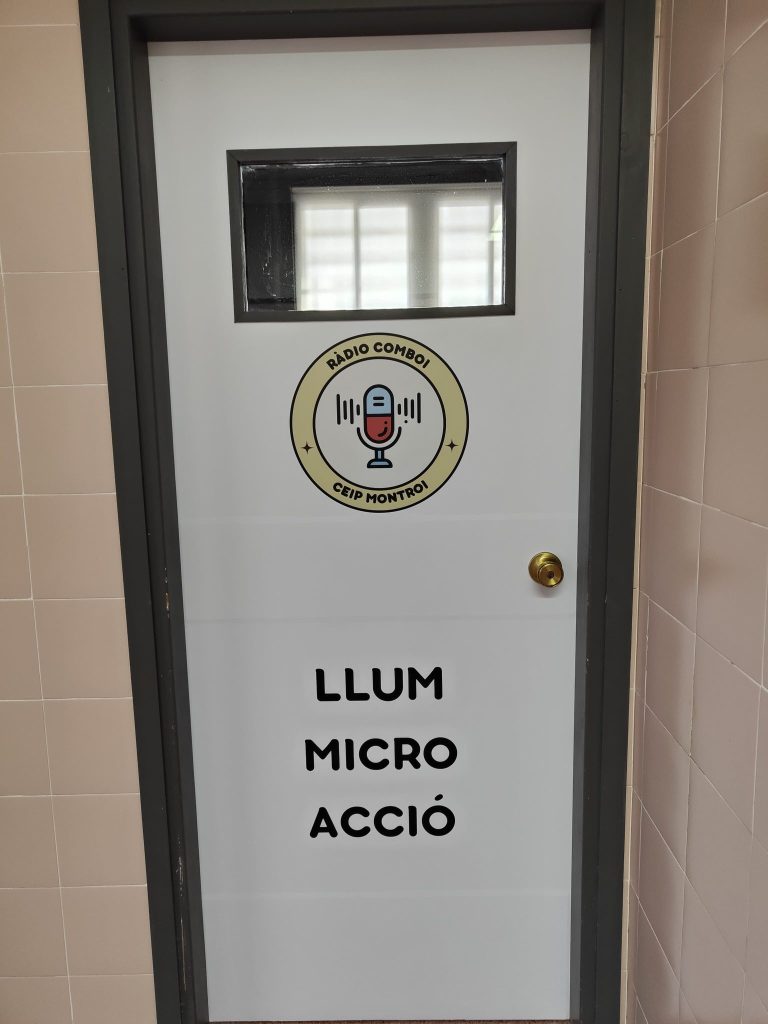 RÀDIO COMBOI
CEIP MONTROI
LLUM
MICRO
ACCIÓ